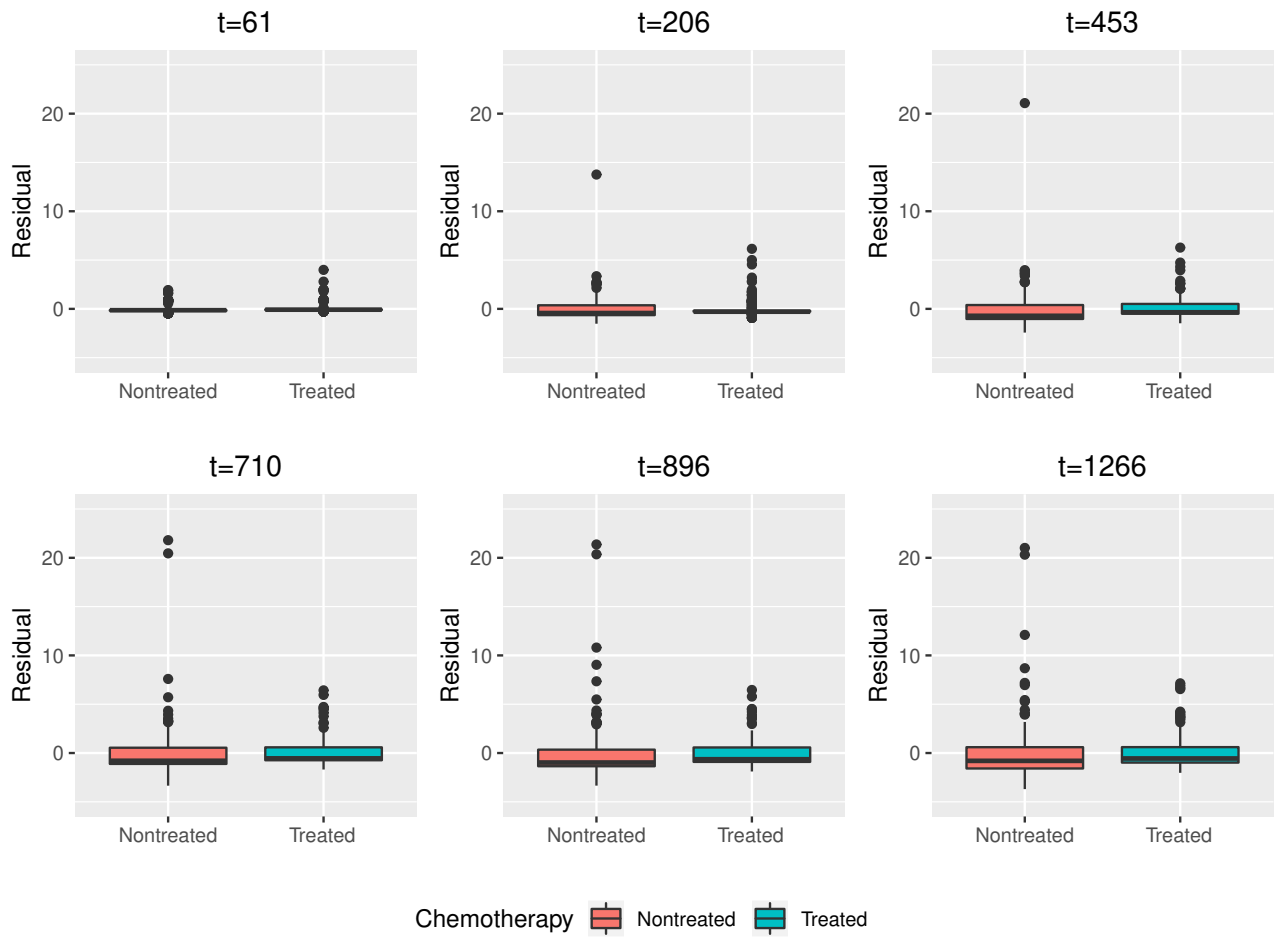 t=61
t=206
t=453
Residual
20
10
0
Nontreated
Treated
Residual
20
10
0
Nontreated
Treated
Residual
20
10
0
Nontreated
Treated
t=710
t=896
t=1266
Residual
20
10
0
Nontreated
Treated
Residual
20
10
0
Nontreated
Treated
Residual
20
10
0
Nontreated
Treated
Chemotherapy Nontreated Treated